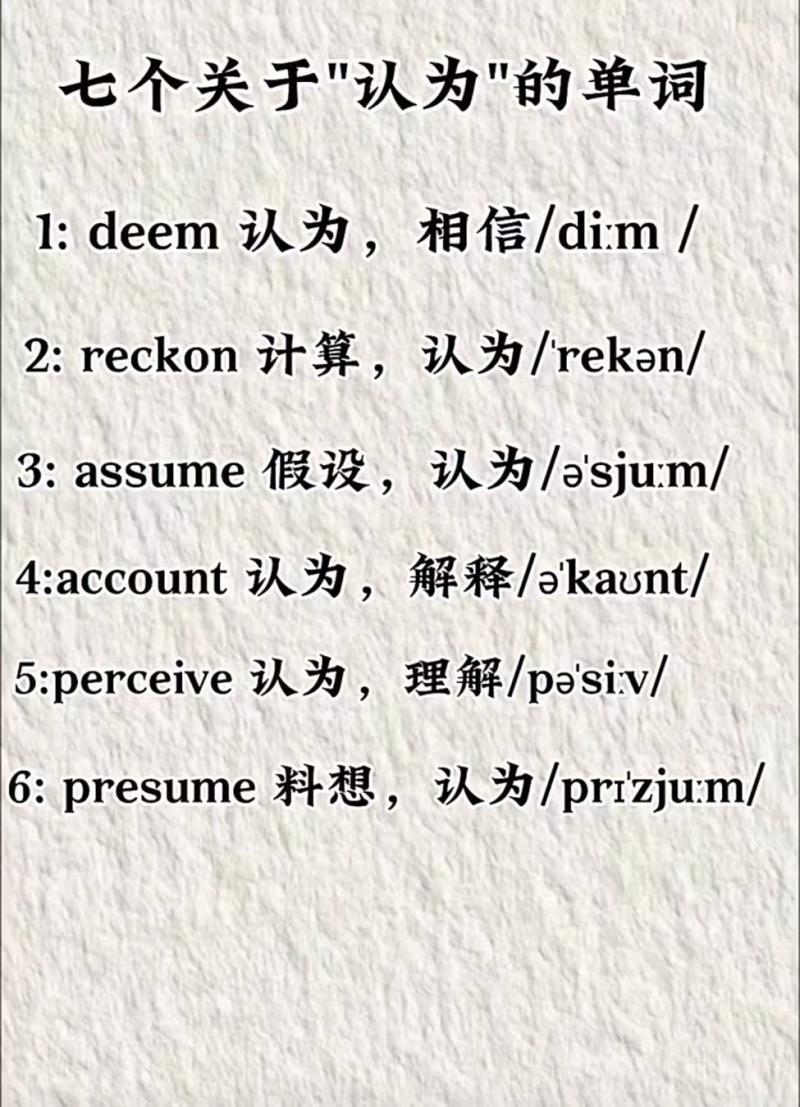 七个关于"认为"的单词
1: deem 认为，相信/diːm /
2: reckon 计算，认为/ˈrekən/
3: assume 假设，认为/əˈsjuːm/
4:account 认为，解释/əˈkaʊnt/
5:perceive 认为，理解/pəˈsiːv/
6: presume 料想，认为/prɪˈzjuːm/